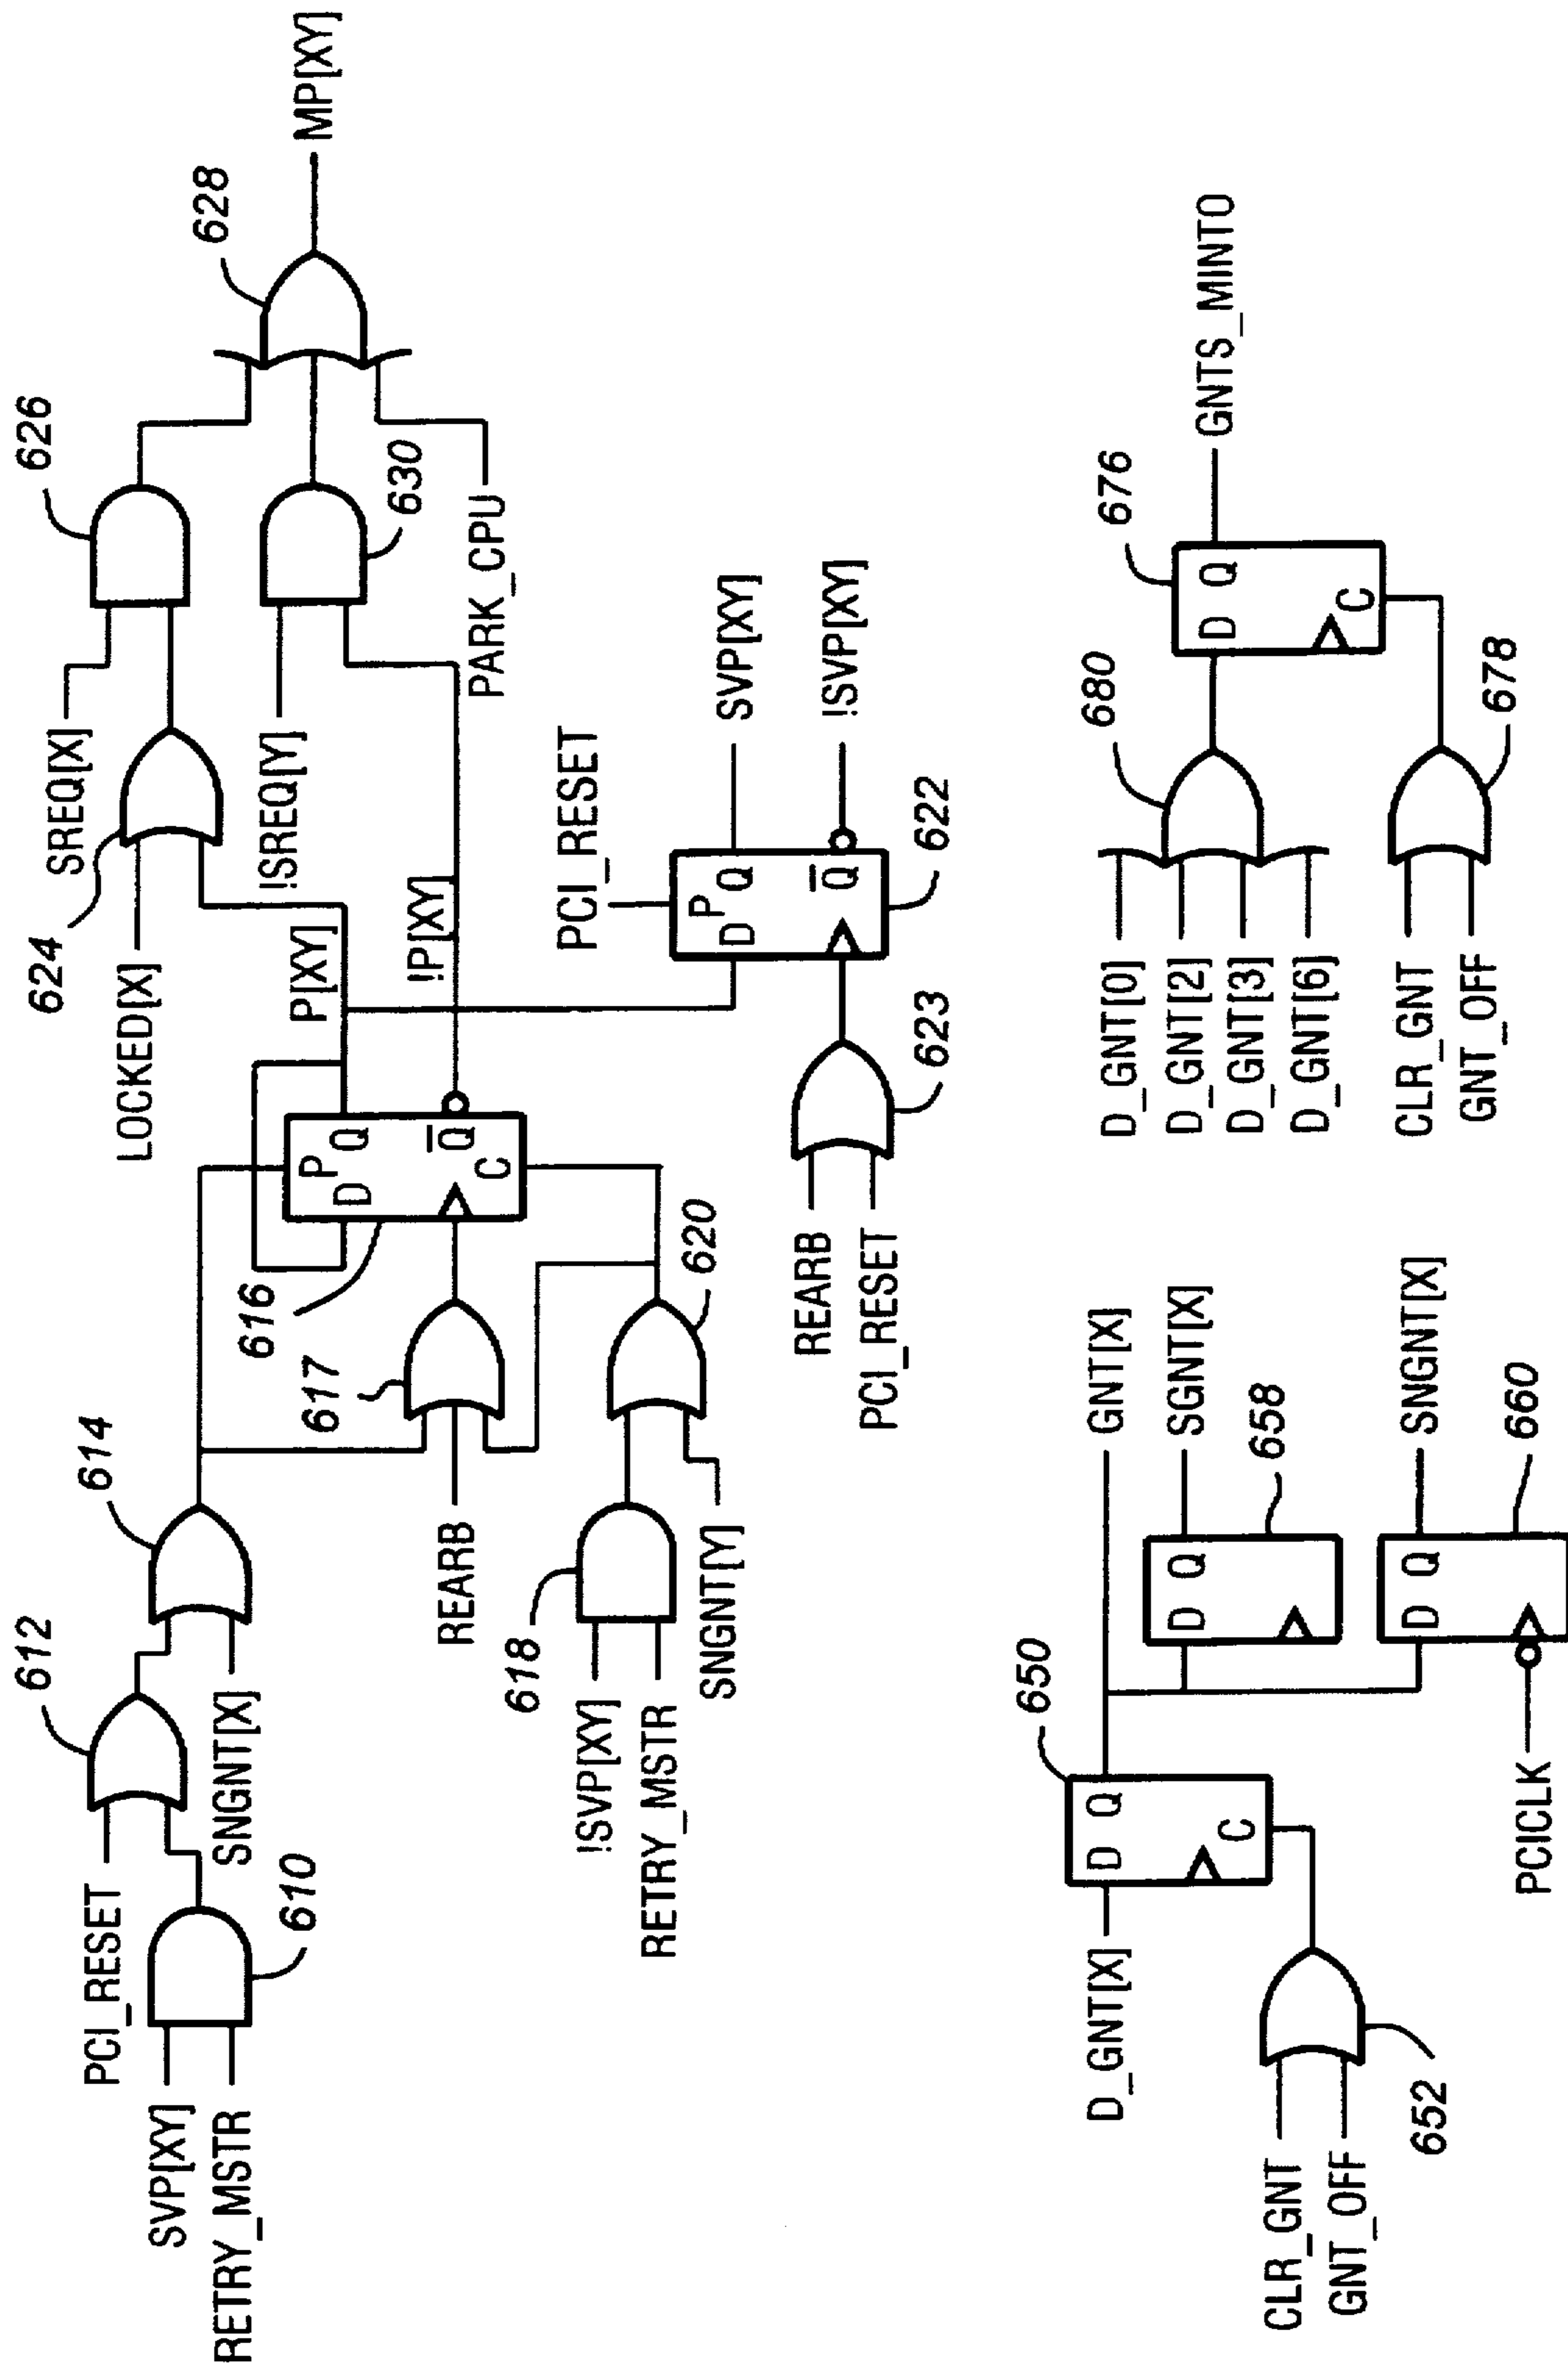 SVP[XY]
RETRY_MSTR
PCI_RESET
610
612
SNGNT[X]
614
REARB
617
616
P
D Q
Q
C
!SVP[XY]
RETRY_MSTR
618
SNGNT[Y]
620
P[XY]
!P[XY]
LOCKED[X]
624
SREQ[X]
626
!SREQ[Y]
630
PARK_CPU
628
MP[XY]
REARB
PCI_RESET
623
PCI_RESET
P
D Q
Q
622
SVP[XY]
!SVP[XY]
D_GNT[X]
CLR_GNT
GNT_OFF
652
650
D Q
C
GNT[X]
D Q
658
SGNT[X]
PCICLK
D Q
660
SNGNT[X]
D_GNT[0]
D_GNT[2]
D_GNT[3]
D_GNT[6]
680
CLR_GNT
GNT_OFF
678
D Q
C
676
GNTS_MINTO